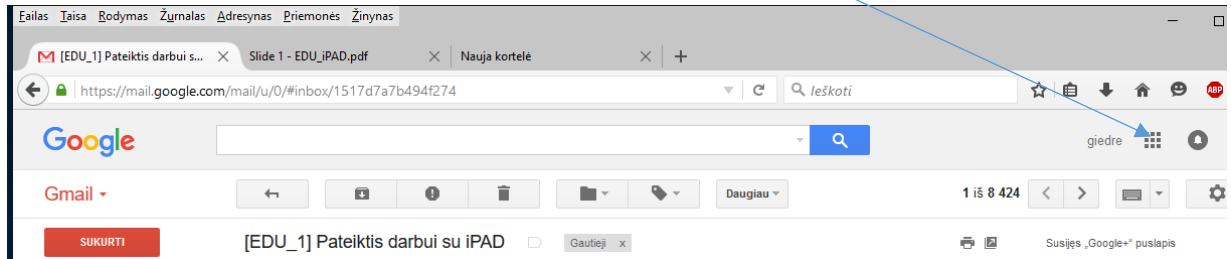 Failas Taisa Rodymas Žurnalas Adresynas Priemonės Žinynas
[EDU_1] Pateiktis darbui s... Slide 1 - EDU_iPAD.pdf Nauja kortelė
https://mail.google.com/mail/u/0/#inbox/1517d7a7b494f274 Ieškoti ABP
Google giedre
Gmail Daugiau 1 iš 8 424
SUKURTI [EDU_1] Pateiktis darbui su iPAD Gautieji x Susijęs „Google+“ puslapis